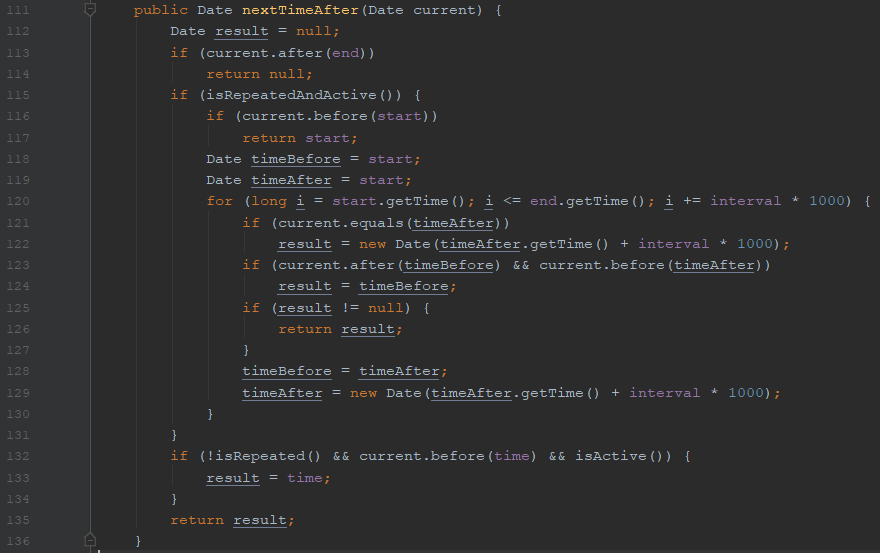 111 public Date nextTimeAfter(Date current) {
112 Date result = null;
113 if (current.after(end))
114 return null;
115 if (isRepeatedAndActive()) {
116 if (current.before(start))
117 return start;
118 Date timeBefore = start;
119 Date timeAfter = start;
120 for (long i = start.getTime(); i <= end.getTime(); i += interval * 1000) {
121 if (current.equals(timeAfter))
122 result = new Date(timeAfter.getTime() + interval * 1000);
123 if (current.after(timeBefore) && current.before(timeAfter))
124 result = timeBefore;
125 if (result != null) {
126 return result;
127 }
128 timeBefore = timeAfter;
129 timeAfter = new Date(timeAfter.getTime() + interval * 1000);
130 }
131 }
132 if (!isRepeated() && current.before(time) && isActive()) {
133 result = time;
134 }
135 return result;
136 }